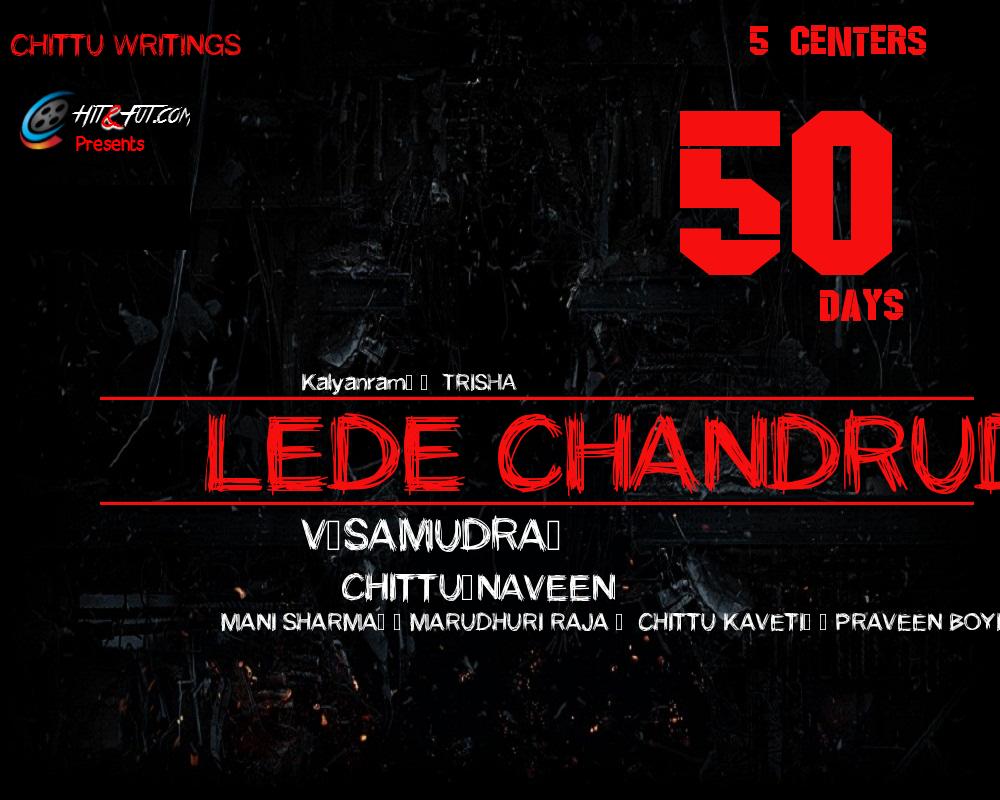 CHITTU WRITINGS
5 CENTERS
HIT&FUT.COM
Presents
50
DAYS
Kalyanram TRISHA
LEDE CHANDRUD
V SAMUDRA
CHITTU NAVEEN
MANI SHARMA MARUDHURI RAJA CHITTU KAVETI PRAVEEN